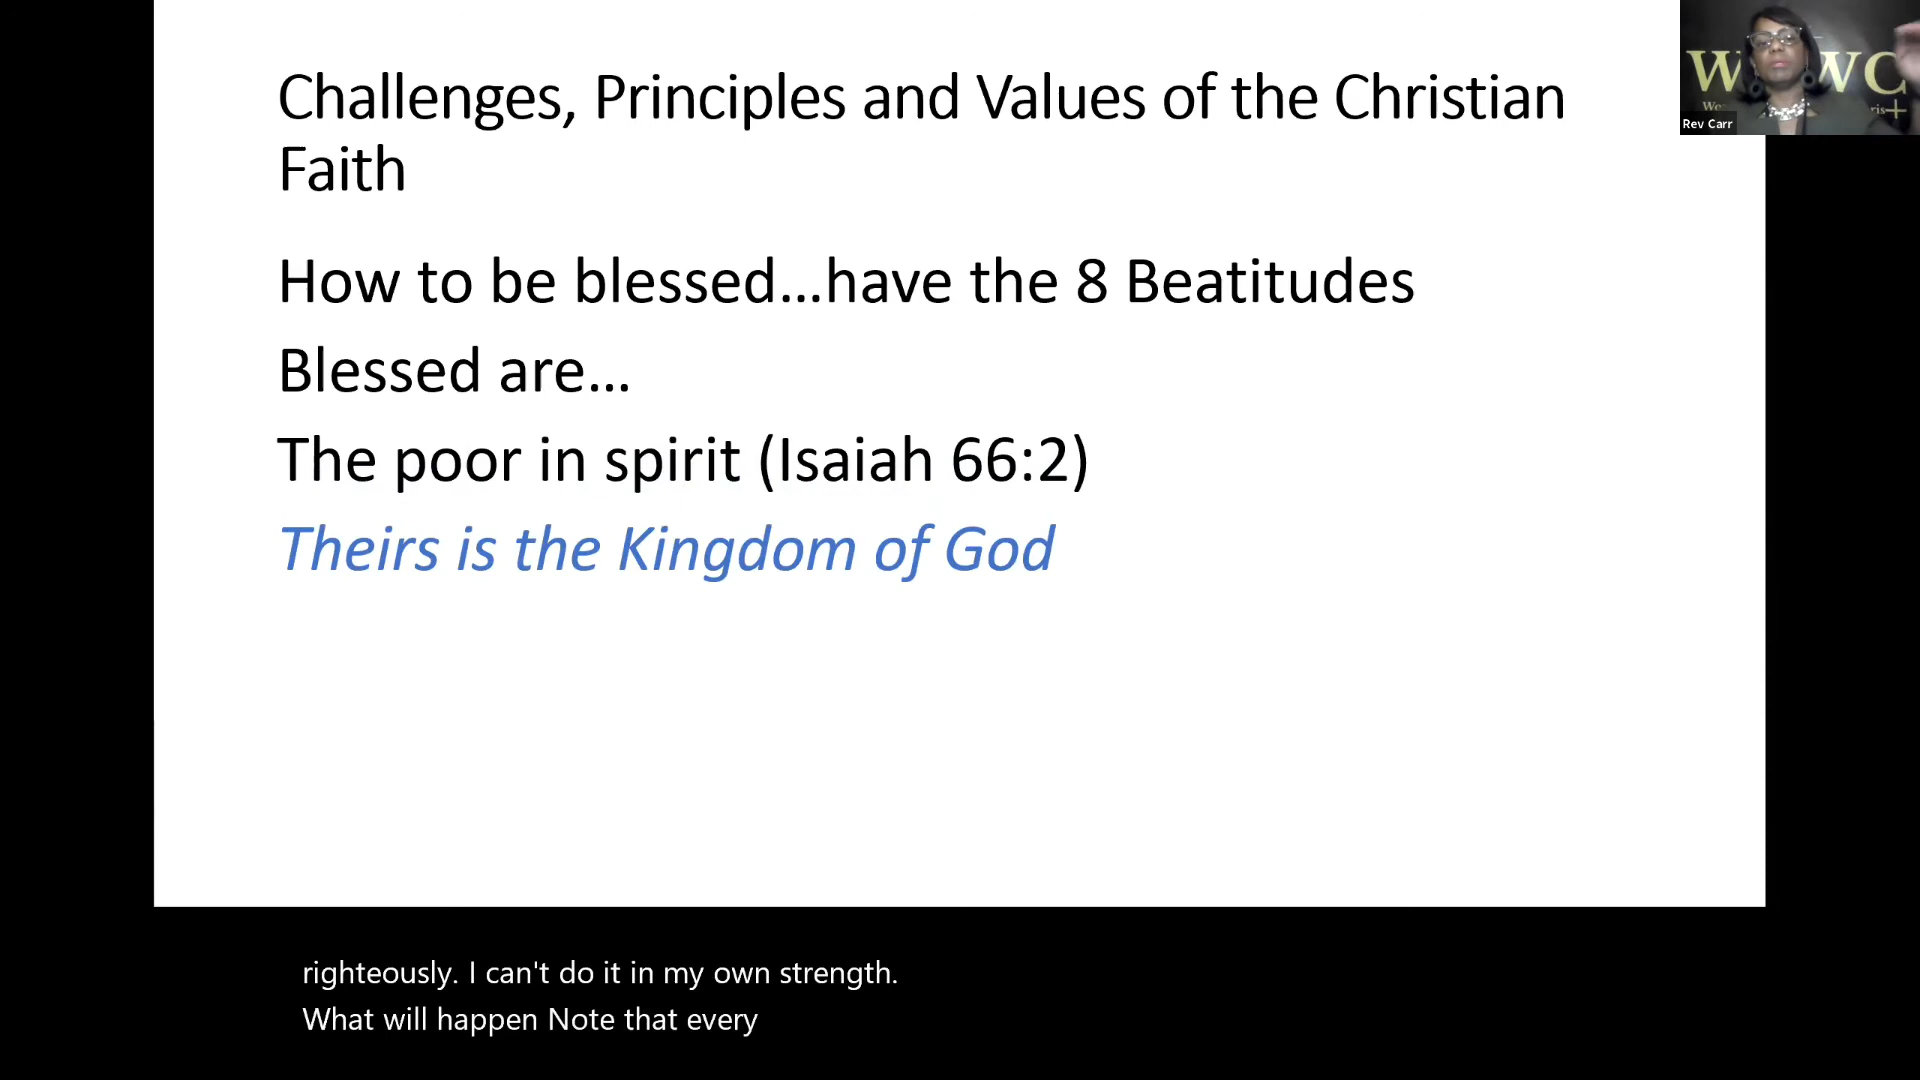 Challenges, Principles and Values of the Christian
Faith
How to be blessed...have the 8 Beatitudes
Blessed are...
The poor in spirit (Isaiah 66:2)
Theirs is the Kingdom of God
Rev Carr
righteously. I can't do it in my own strength.
What will happen Note that every